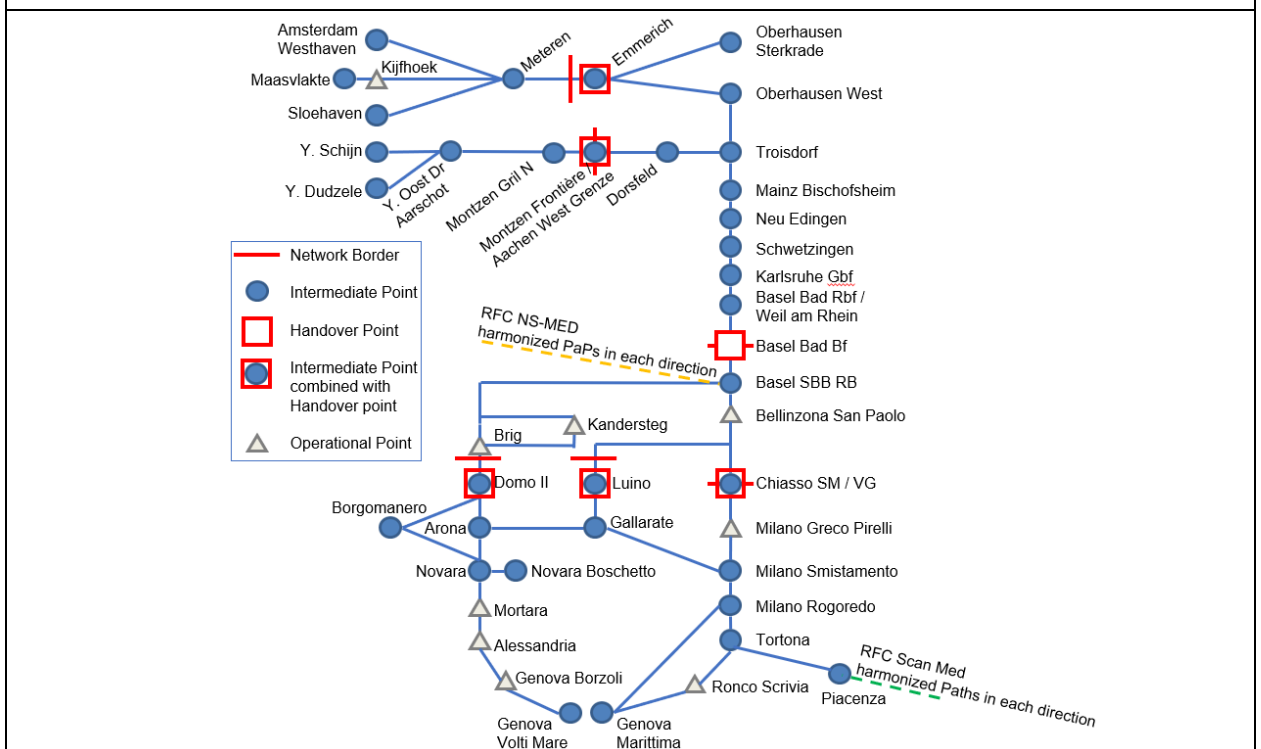 Amsterdam
Westhaven
Meteren
Emmerich
Oberhausen
Sterkrade
Maasvlakte
Kijfhoek
Oberhausen West
Sloehaven
Y. Schijn
Troisdorf
Y. Dudzele
Y. Oost Dr
Aarschot
Montzen Gril N
Montzen Frontière /
Aachen West Grenze
Dorsfeld
Mainz Bischofsheim
Neu Edingen
Schwetzingen
Karlsruhe Gbf
Basel Bad Rbf /
Weil am Rhein
Network Border
Intermediate Point
Handover Point
Intermediate Point
combined with
Handover point
Operational Point
RFC NS-MED
harmonized PaPs in each direction
Basel Bad Bf
Basel SBB RB
Bellinzona San Paolo
Kandersteg
Brig
Domo II
Luino
Chiasso SM / VG
Borgomanero
Arona
Gallarate
Milano Greco Pirelli
Novara
Novara Boschetto
Milano Smistamento
Mortara
Milano Rogoredo
Alessandria
Tortona
Genova Borzoli
Ronco Scrivia
Piacenza
RFC Scan Med
harmonized Paths in each direction
Genova
Volti Mare
Genova
Marittima